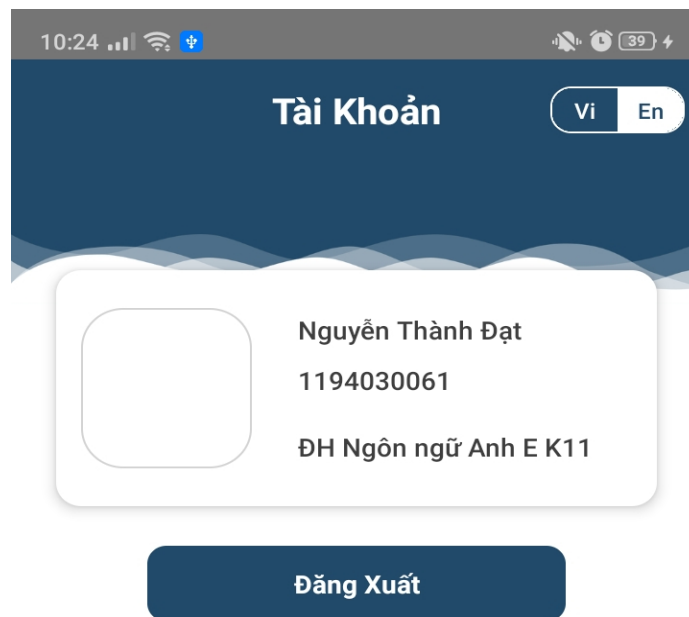 10:24 39
Tài Khoản Vi En
Nguyễn Thành Đạt
1194030061
ĐH Ngôn ngữ Anh E K11
Đăng Xuất